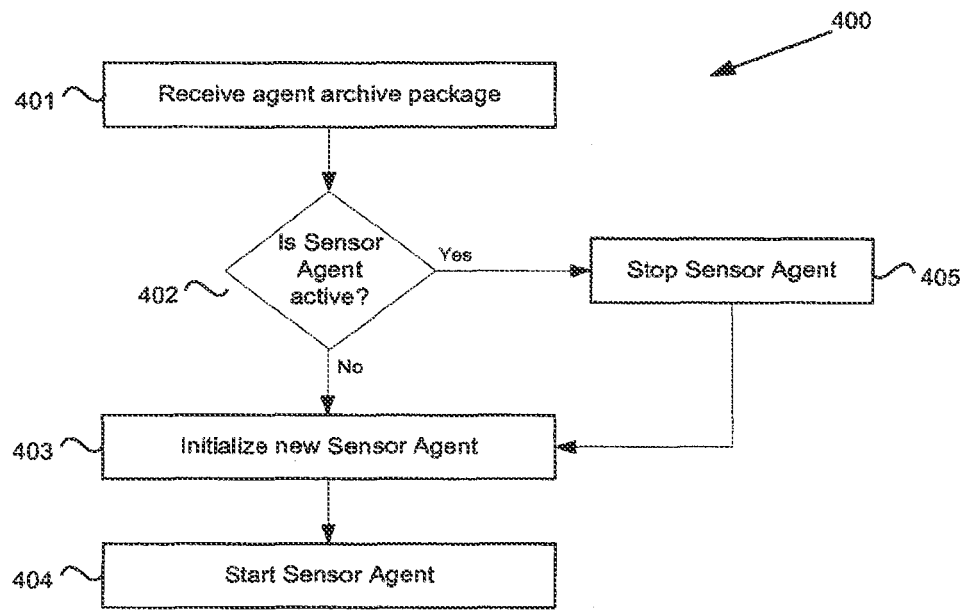 400
401
Receive agent archive package
Is Sensor
Agent
active?
402
Yes
Stop Sensor Agent
405
No
403
Initialize new Sensor Agent
404
Start Sensor Agent